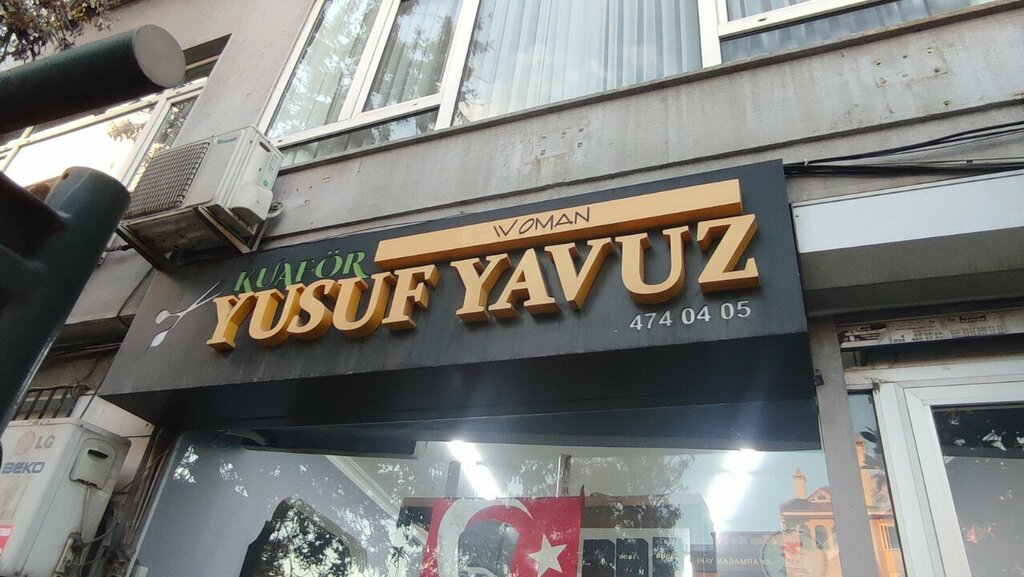 WOMAN
KUAFÖR
YUSUF YAVUZ
474 04 05
LG
BEKO